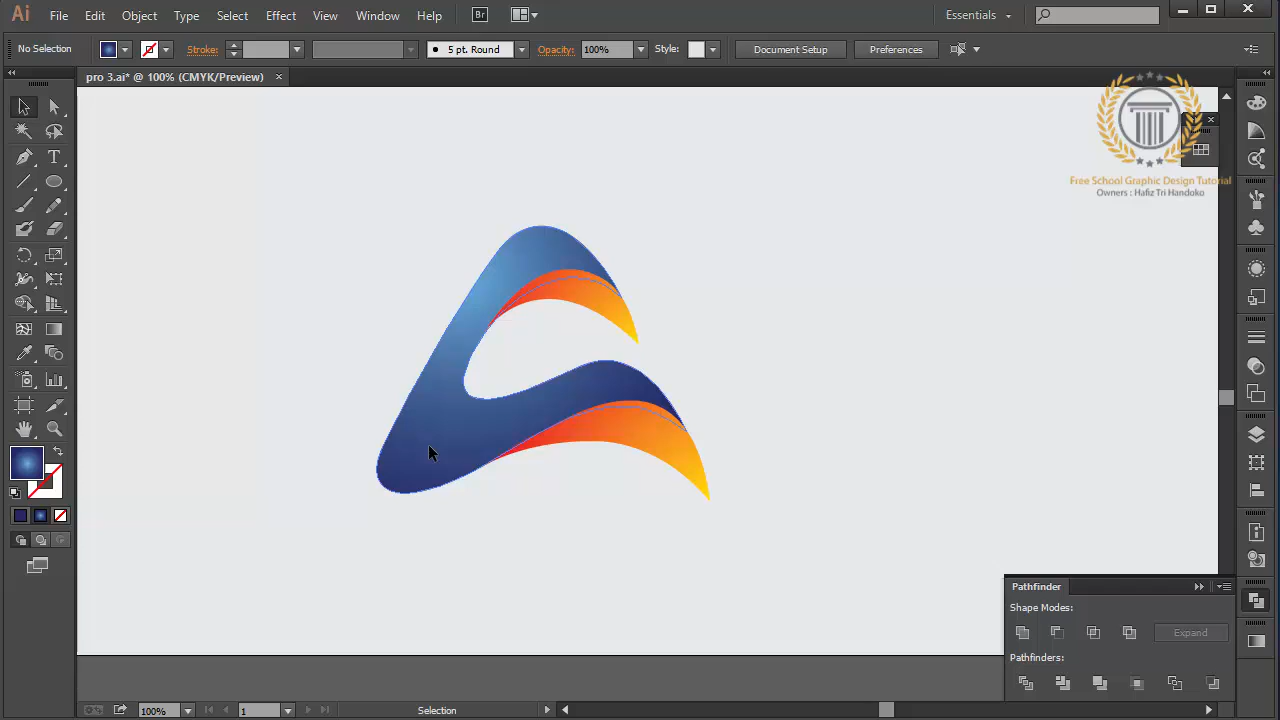 Ai File Edit Object Type Select Effect View Window Help Br Essentials
No Selection Stroke: 5 pt. Round Opacity: 100% Style: Document Setup Preferences
pro 3.ai* @ 100% (CMYK/Preview)
Free School Graphic Design Tutorial
Owners : Hafiz Tri Handoko
Pathfinder
Shape Modes:
Expand
Pathfinders:
100% 1 Selection